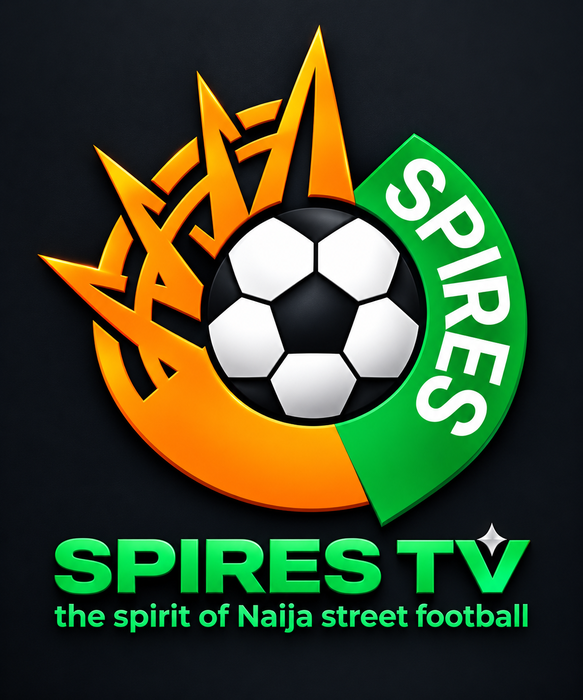 SPIRES
SPIRES TV
the spirit of Naija street football